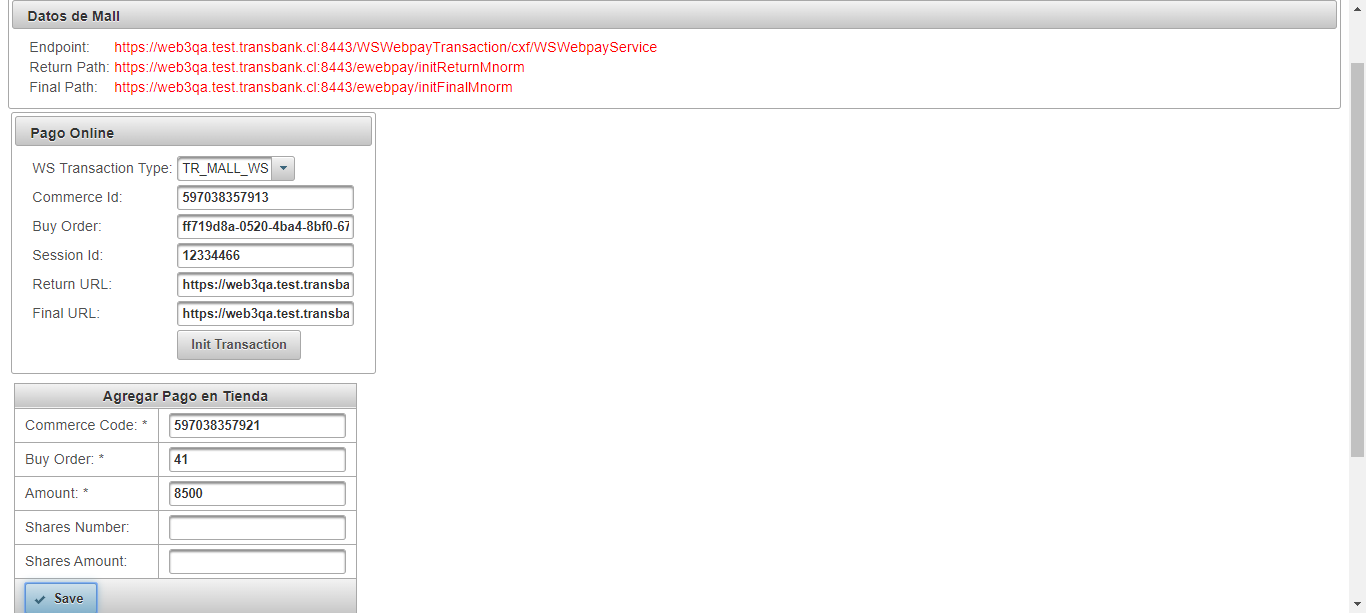 Datos de Mall
Endpoint: https://web3qa.test.transbank.cl:8443/WSWebpayTransaction/cxf/WSWebpayService
Return Path: https://web3qa.test.transbank.cl:8443/ewebpay/initReturnMnorm
Final Path: https://web3qa.test.transbank.cl:8443/ewebpay/initFinalMnorm
Pago Online
WS Transaction Type: TR_MALL_WS
Commerce Id: 597038357913
Buy Order: ff719d8a-0520-4ba4-8bf0-67
Session Id: 12334466
Return URL: https://web3qa.test.transba
Final URL: https://web3qa.test.transba
Init Transaction
Agregar Pago en Tienda
Commerce Code: * 597038357921
Buy Order: * 41
Amount: * 8500
Shares Number:
Shares Amount:
Save